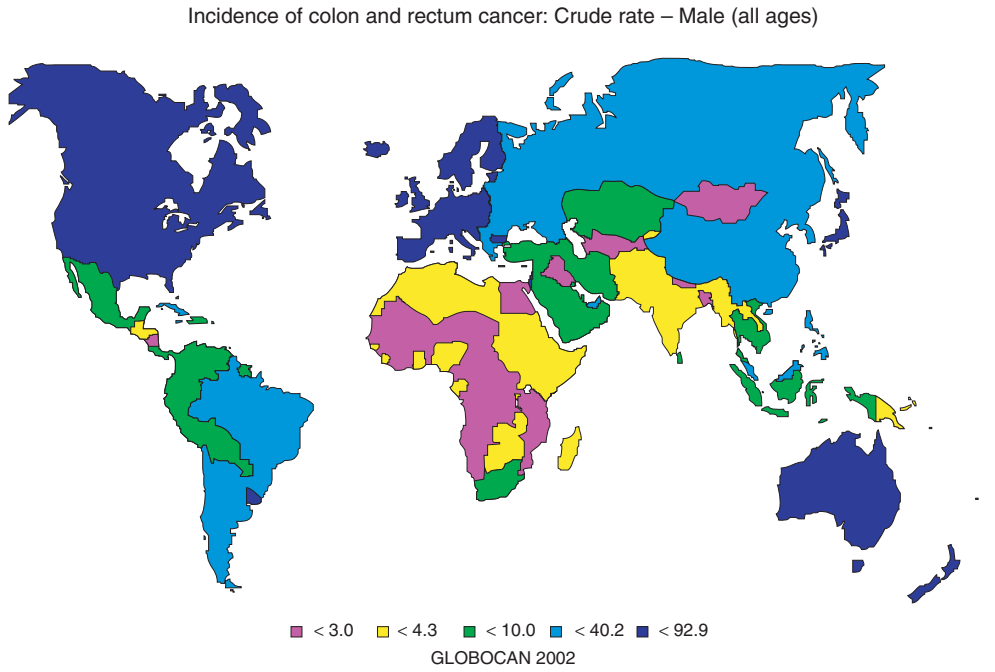 Incidence of colon and rectum cancer: Crude rate – Male (all ages)
< 3.0 < 4.3 < 10.0 < 40.2 < 92.9
GLOBOCAN 2002